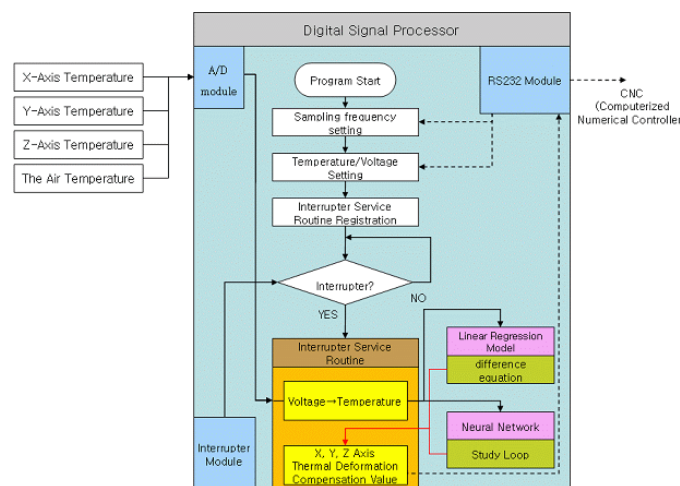 Digital Signal Processor
A/D
module
Program Start
RS232 Module
X-Axis Temperature
Y-Axis Temperature
Z-Axis Temperature
The Air Temperature
CNC
(Computerized
Numerical Controller
Sampling frequency
setting
Temperature/Voltage
Setting
Interrupter Service
Routine Registration
Interrupter?
NO
YES
Interrupter Service
Routine
Linear Regression
Model
difference
equation
Voltage→Temperature
Neural Network
Study Loop
Interrupter
Module
X, Y, Z Axis
Thermal Deformation
Compensation Value